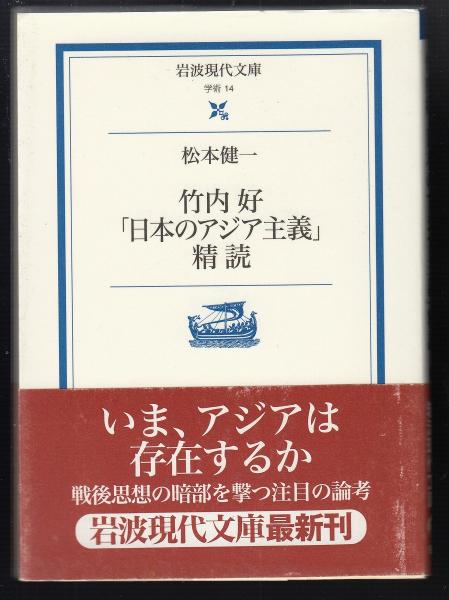 岩波現代文庫
学術 14
松本健一
竹内 好
「日本のアジア主義」
精読
いま、アジアは
存在するか
戦後思想の暗部を撃つ注目の論考
岩波現代文庫最新刊